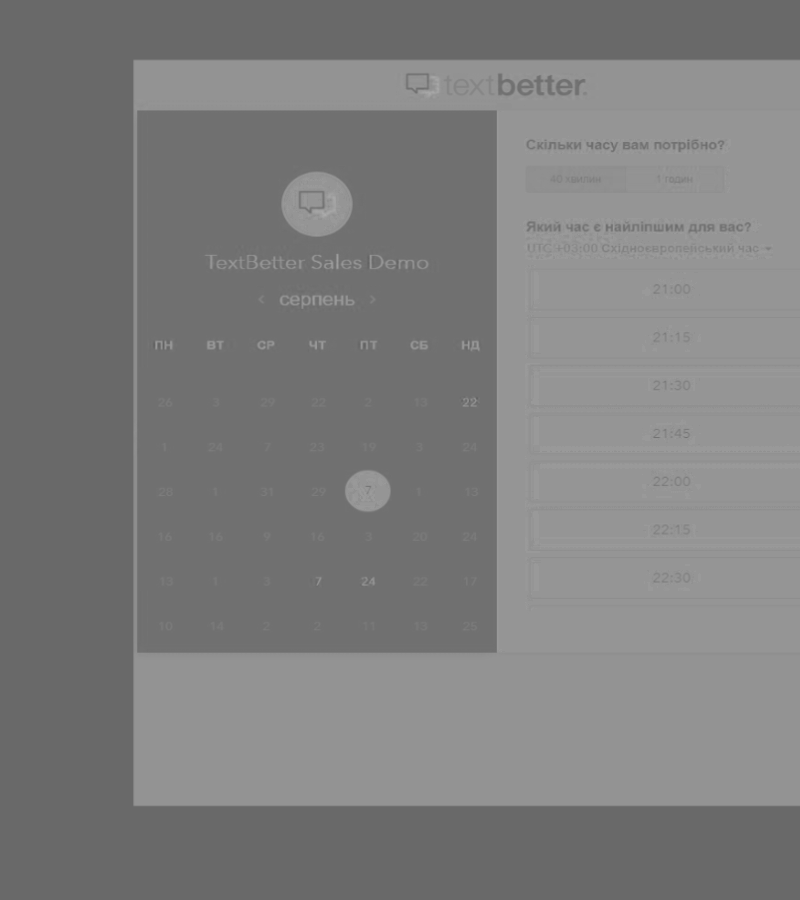 textbetter.
TextBetter Sales Demo
‹ серпень ›
ПН ВТ СР ЧТ ПТ СБ НД
26 3 29 22 2 13 22
1 24 7 23 19 3 24
28 1 31 29 7 1 13
16 16 9 16 3 20 24
13 1 3 7 24 22 17
10 14 2 2 11 13 25
Скільки часу вам потрібно?
1 годин
Який час є найліпшим для вас?
UTC +03:00 Східноєвропейський час
21:00
21:15
21:30
21:45
22:00
22:15
22:30